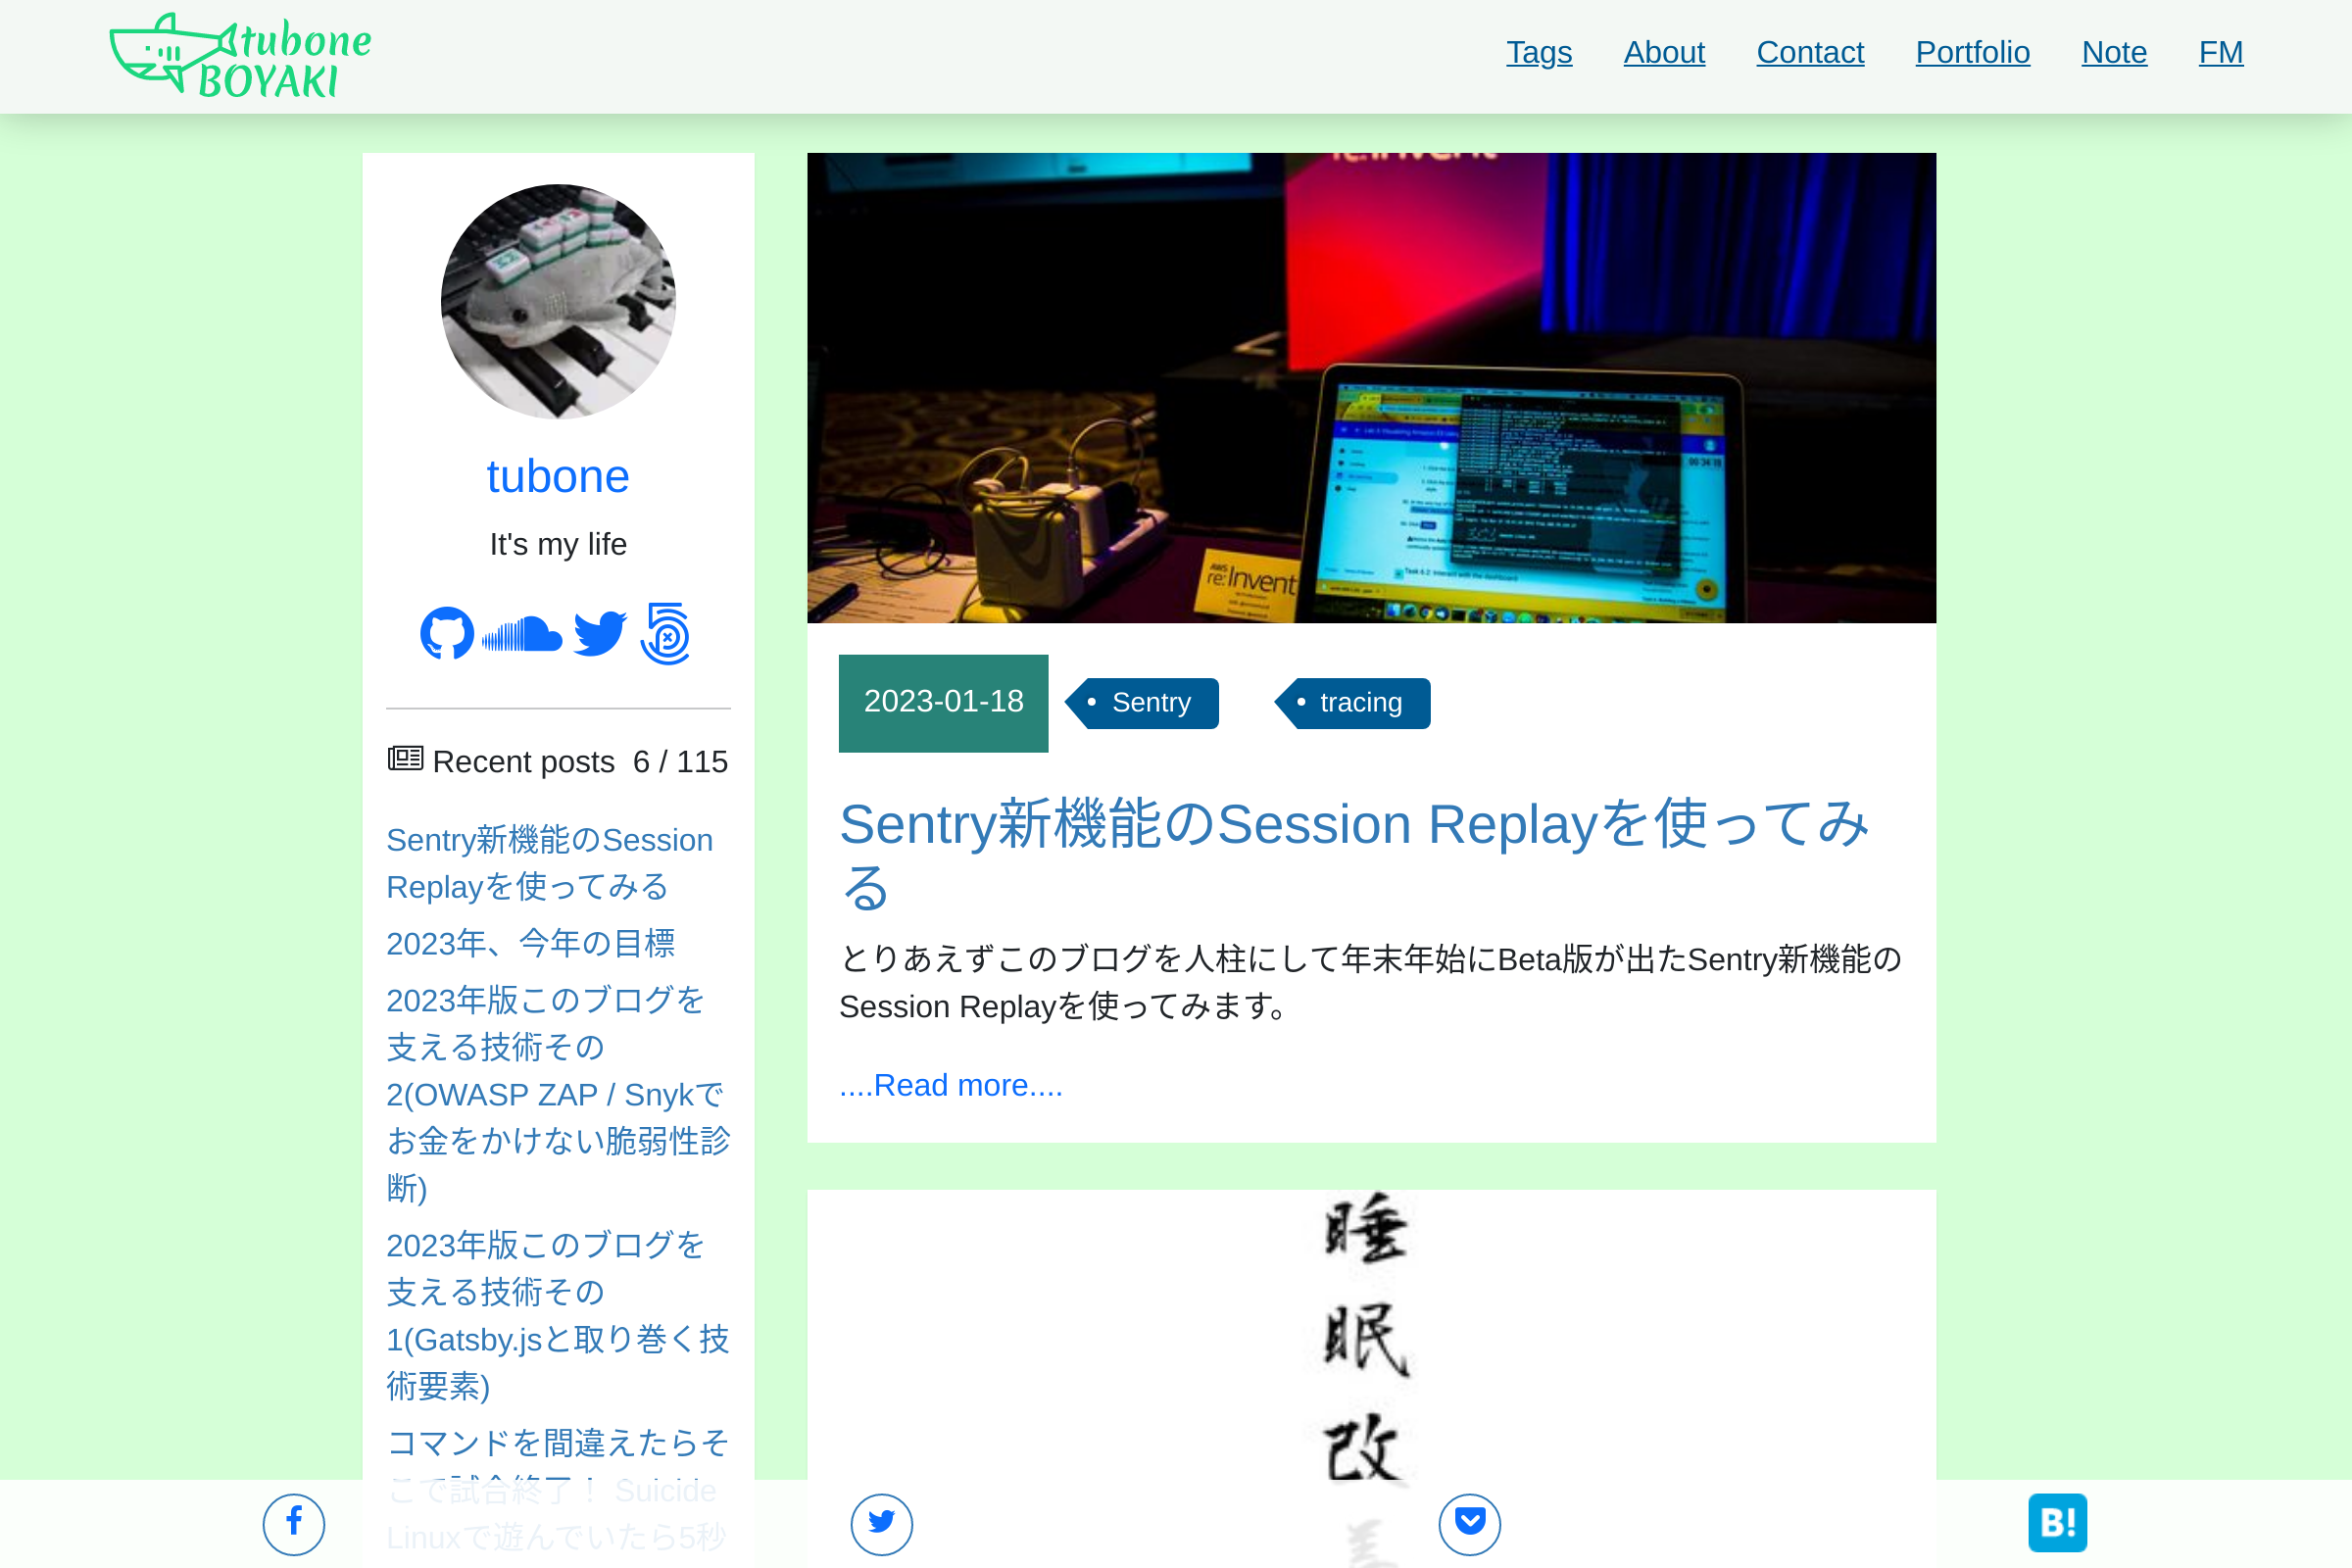 tubone
BOYAKI
Tags About Contact Portfolio Note FM
tubone
It's my life
Recent posts 6 / 115
Sentry新機能のSession
Replayを使ってみる
2023年、今年の目標
2023年版このブログを
支える技術その
2(OWASP ZAP / Snykで
お金をかけない脆弱性診
断)
2023年版このブログを
支える技術その
1(Gatsby.jsと取り巻く技
術要素)
コマンドを間違えたらそ
こで試合終了！ Suicide
Linuxで遊んでいたら5秒
AWS
re:Invent
2023-01-18 Sentry tracing
Sentry新機能のSession Replayを使ってみ
る
とりあえずこのブログを人柱にして年末年始にBeta版が出たSentry新機能の
Session Replayを使ってみます。
....Read more....
睡
眠
改
善
B!